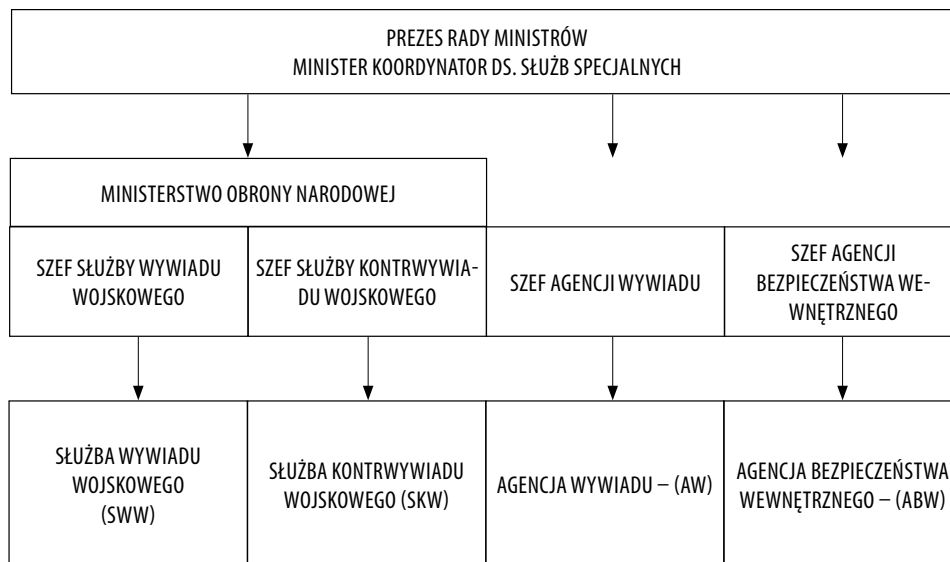 PREZES RADY MINISTRÓW
MINISTER KOORDYNATOR DS. SŁUŻB SPECJALNYCH
MINISTERSTWO OBRONY NARODOWEJ
SZEF SŁUŻBY WYWIADU
WOJSKOWEGO
SZEF SŁUŻBY KONTRWYWIA-
DU WOJSKOWEGO
SZEF AGENCJI WYWIADU
SZEF AGENCJI
BEZPIECZEŃSTWA WE-
WNĘTRZNEGO
SŁUŻBA WYWIADU
WOJSKOWEGO
(SWW)
SŁUŻBA KONTRWYWIADU
WOJSKOWEGO (SKW)
AGENCJA WYWIADU – (AW)
AGENCJA BEZPIECZEŃSTWA
WEWNĘTRZNEGO – (ABW)